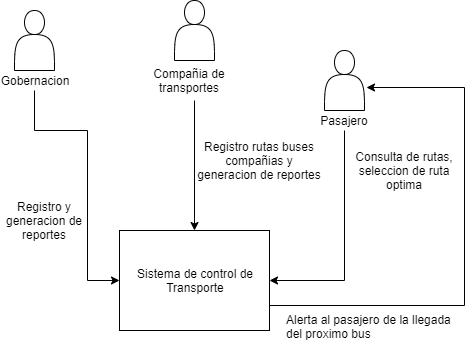 Gobernacion
Compañia de
transportes
Pasajero
Registro rutas buses
compañias y
generacion de reportes
Consulta de rutas,
seleccion de ruta
optima
Registro y
generacion de
reportes
Sistema de control de
Transporte
Alerta al pasajero de la llegada
del proximo bus